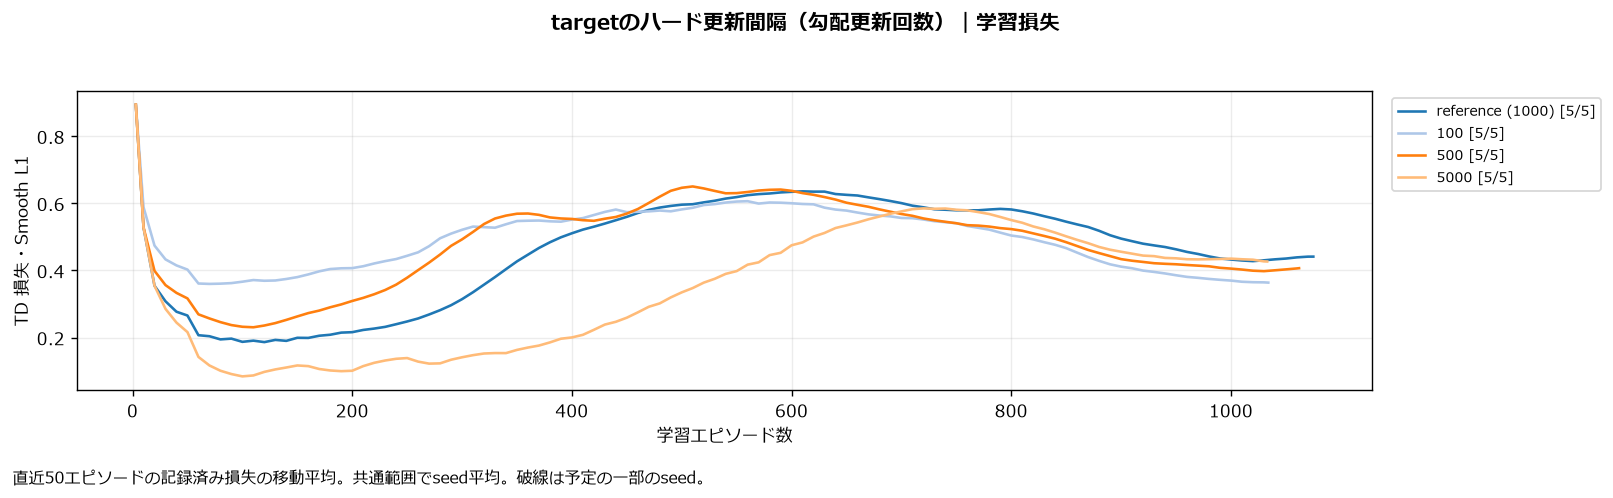 targetのハード更新間隔（勾配更新回数）｜学習損失
TD 損失・Smooth L1
0.8
0.6
0.4
0.2
0
200
400
600
800
1000
学習エピソード数
reference (1000) [5/5]
100 [5/5]
500 [5/5]
5000 [5/5]
直近50エピソードの記録済み損失の移動平均。共通範囲でseed平均。破線は予定の一部のseed。